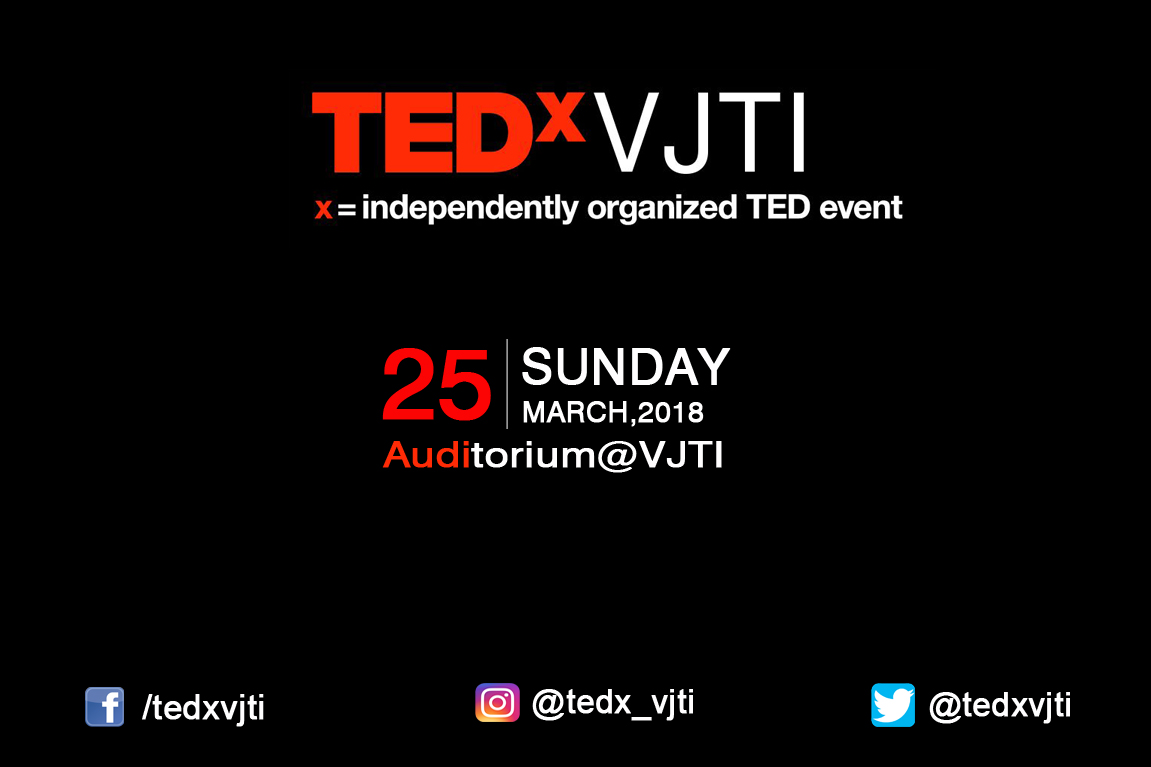 TEDxVJTI
x = independently organized TED event
25
SUNDAY
MARCH,2018
Auditorium@VJTI
/tedxvjti
@tedx_vjti
@tedxvjti